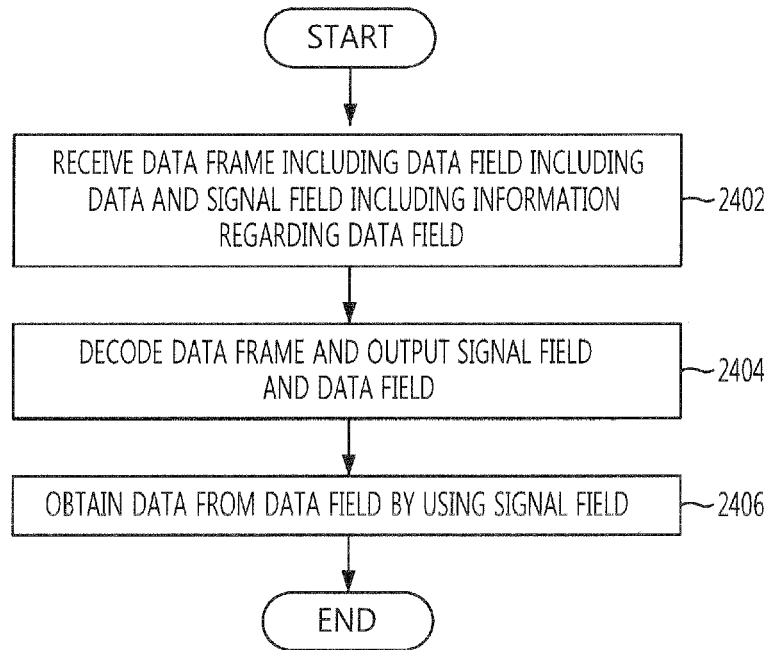 START
RECEIVE DATA FRAME INCLUDING DATA FIELD INCLUDING
DATA AND SIGNAL FIELD INCLUDING INFORMATION
REGARDING DATA FIELD
2402
DECODE DATA FRAME AND OUTPUT SIGNAL FIELD
AND DATA FIELD
2404
OBTAIN DATA FROM DATA FIELD BY USING SIGNAL FIELD
2406
END